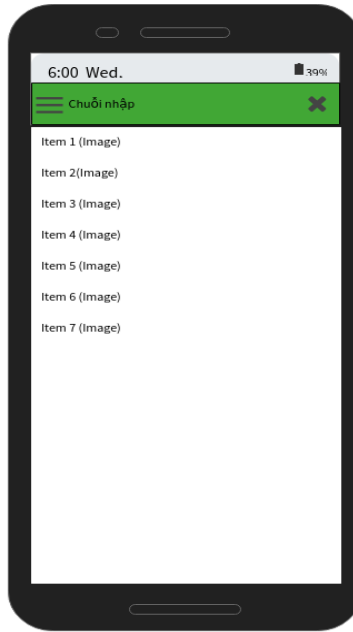 6:00 Wed. 39%
Chuỗi nhập
Item 1 (Image)
Item 2(Image)
Item 3 (Image)
Item 4 (Image)
Item 5 (Image)
Item 6 (Image)
Item 7 (Image)